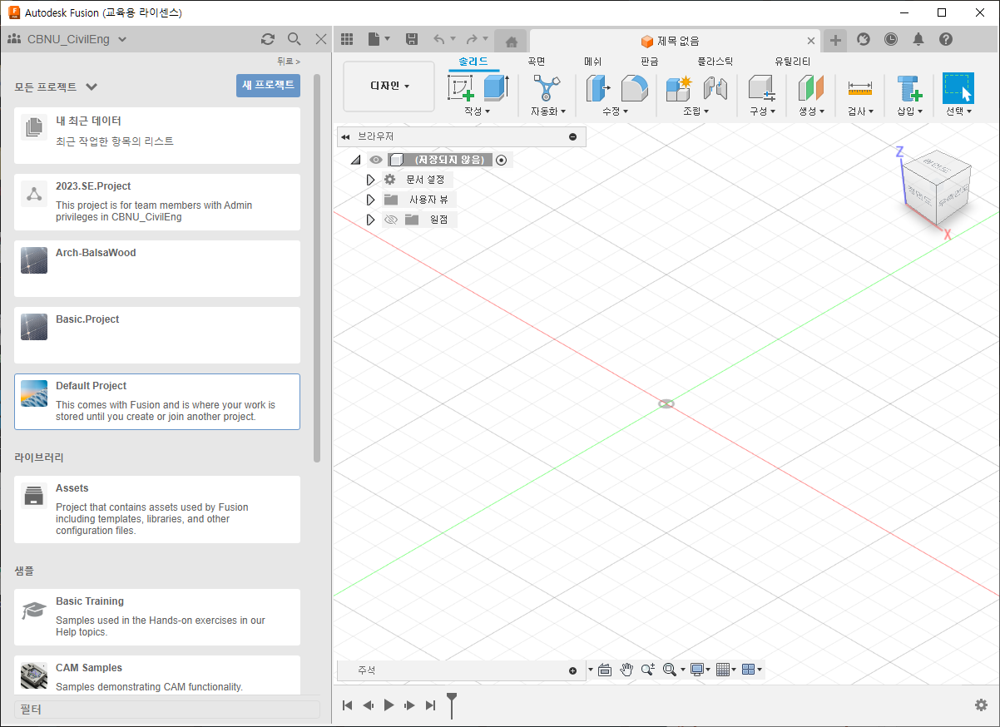 Autodesk Fusion (교육용 라이센스)
CBNU_CivilEng
제목 없음
뒤로 >
모든 프로젝트
새 프로젝트
내 최근 데이터
최근 작업한 항목의 리스트
2023.SE.Project
This project is for team members with Admin
privileges in CBNU_CivilEng
Arch-BalsaWood
Basic.Project
Default Project
This comes with Fusion and is where your work is
stored until you create or join another project.
라이브러리
Assets
Project that contains assets used by Fusion
including templates, libraries, and other
configuration files.
샘플
Basic Training
Samples used in the Hands-on exercises in our
Help topics.
CAM Samples
Samples demonstrating CAM functionality.
필터
디자인
솔리드 곡면 메쉬 판금 플라스틱 유틸리티
작성 자동화 수정 조립 구성 생성 검사 삽입 선택
브라우저
(저장되지 않음)
문서 설정
사용자 뷰
원점
Z
X
주석